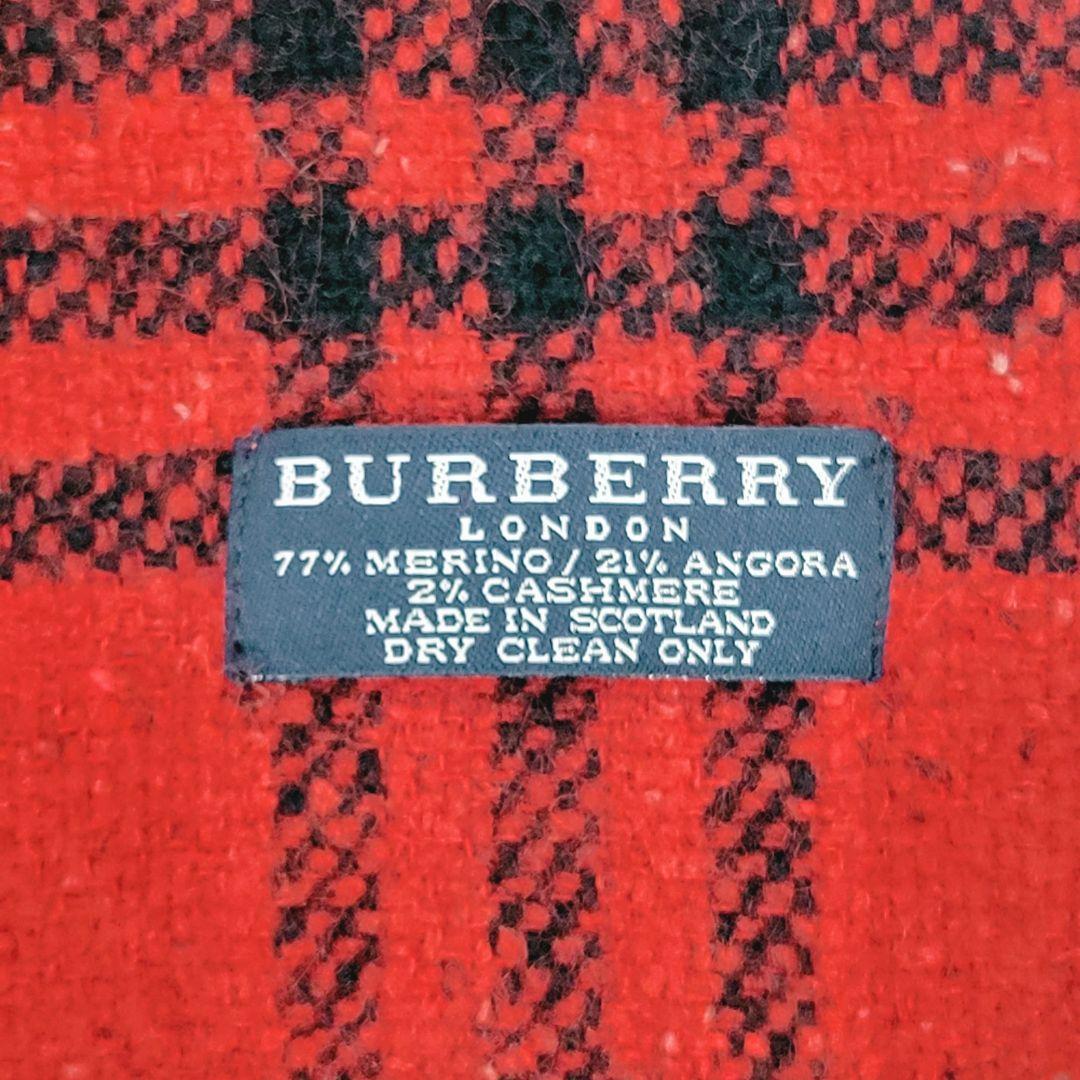 BURBERRY
LONDON
77% MERINO / 21% ANGORA
2% CASHMERE
MADE IN SCOTLAND
DRY CLEAN ONLY